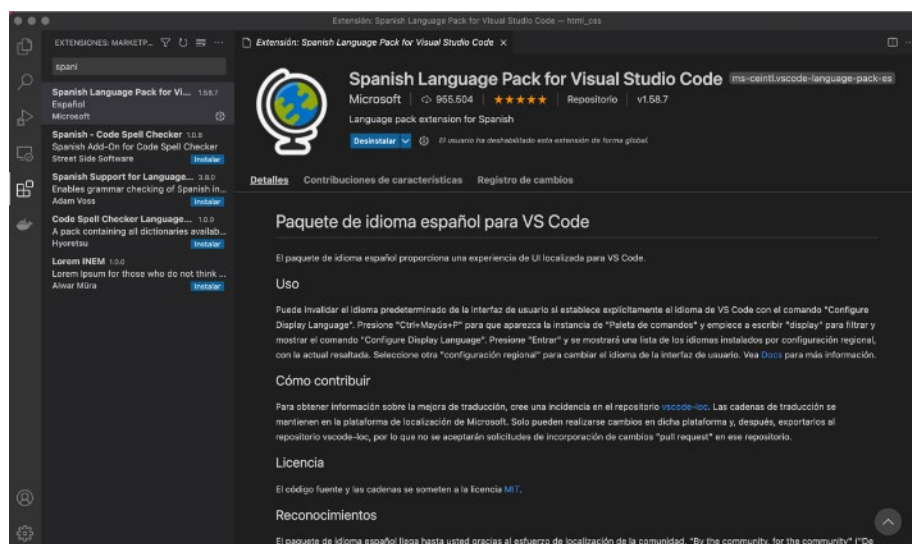 Extensión: Spanish Language Pack for Visual Studio Code — html_css
EXTENSIONES: MARKETP...
spani
Spanish Language Pack for Vi... 1.58.7
Español
Microsoft
Spanish - Code Spell Checker 1.0.8
Spanish Add-On for Code Spell Checker
Street Side Software Instalar
Spanish Support for Language... 3.8.0
Enables grammar checking of Spanish in...
Adam Voss Instalar
Code Spell Checker Language... 1.0.0
A pack containing all dictionaries availab...
Hyoretsu Instalar
Lorem INEM 1.0.0
Lorem Ipsum for those who do not think ...
Alwar Müra Instalar
Extensión: Spanish Language Pack for Visual Studio Code
Spanish Language Pack for Visual Studio Code ms-ceintl.vscode-language-pack-es
Microsoft 955.604 Repositorio v1.58.7
Language pack extension for Spanish
Desinstalar El usuario ha deshabilitado esta extensión de forma global.
Detalles Contribuciones de características Registro de cambios
Paquete de idioma español para VS Code
El paquete de idioma español proporciona una experiencia de UI localizada para VS Code.
Uso
Puede invalidar el idioma predeterminado de la interfaz de usuario si establece explícitamente el idioma de VS Code con el comando "Configure
Display Language". Presione "Ctrl+Mayús+P" para que aparezca la instancia de "Paleta de comandos" y empiece a escribir "display" para filtrar y
mostrar el comando "Configure Display Language". Presione "Entrar" y se mostrará una lista de los idiomas instalados por configuración regional,
con la actual resaltada. Seleccione otra "configuración regional" para cambiar el idioma de la interfaz de usuario. Vea Docs para más información.
Cómo contribuir
Para obtener información sobre la mejora de traducción, cree una incidencia en el repositorio vscode-loc. Las cadenas de traducción se
mantienen en la plataforma de localización de Microsoft. Solo pueden realizarse cambios en dicha plataforma y, después, exportarlos al
repositorio vscode-loc, por lo que no se aceptarán solicitudes de incorporación de cambios "pull request" en ese repositorio.
Licencia
El código fuente y las cadenas se someten a la licencia MIT.
Reconocimientos
El paquete de idioma español llega hasta usted gracias al esfuerzo de localización de la comunidad. "By the community, for the community" ("De